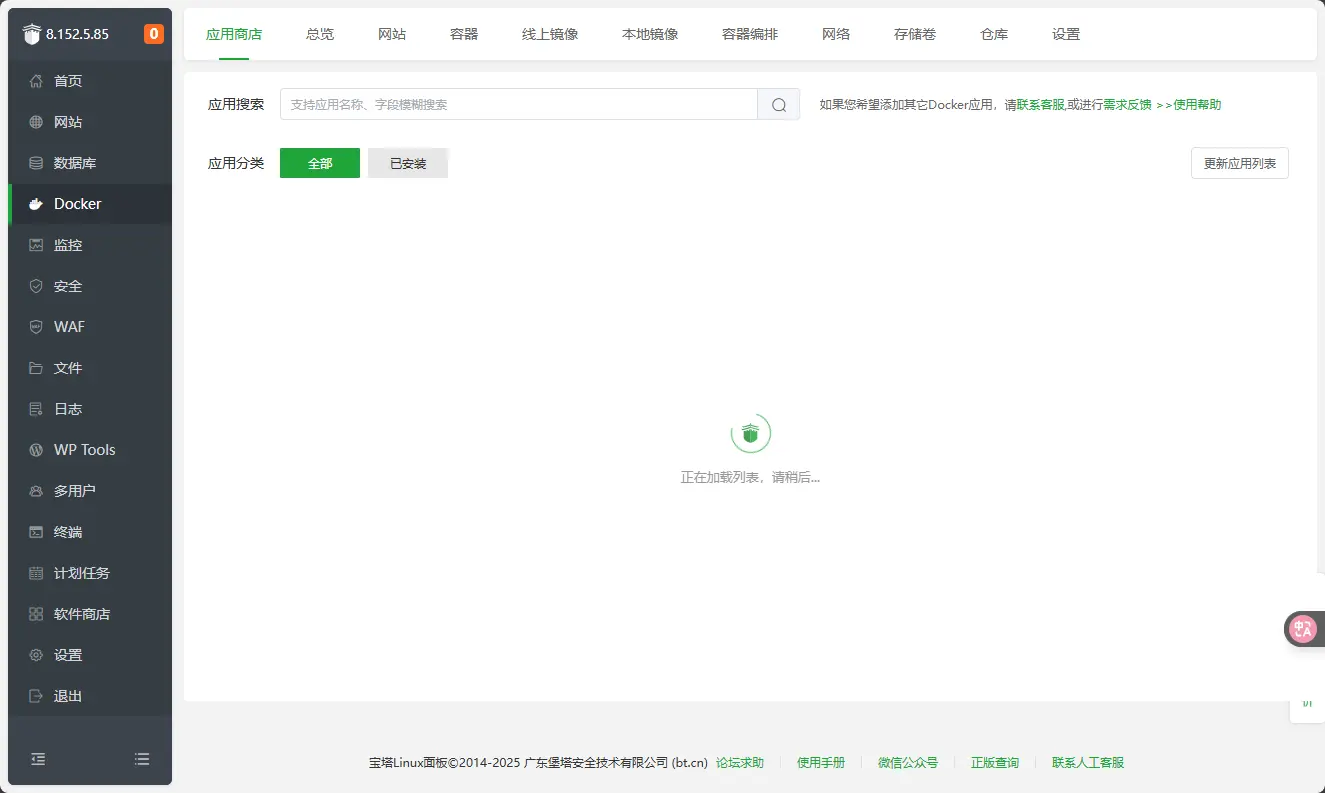 8.152.5.85
0
首页
网站
数据库
Docker
监控
安全
WAF
文件
日志
WP Tools
多用户
终端
计划任务
软件商店
设置
退出
应用商店 总览 网站 容器 线上镜像 本地镜像 容器编排 网络 存储卷 仓库 设置
应用搜索 支持应用名称、字段模糊搜索 如果您希望添加其它Docker应用，请联系客服,或进行需求反馈 >>使用帮助
应用分类 全部 已安装 更新应用列表
正在加载列表，请稍后...
中A
宝塔Linux面板©2014-2025 广东堡塔安全技术有限公司 (bt.cn) 论坛求助 使用手册 微信公众号 正版查询 联系人工客服